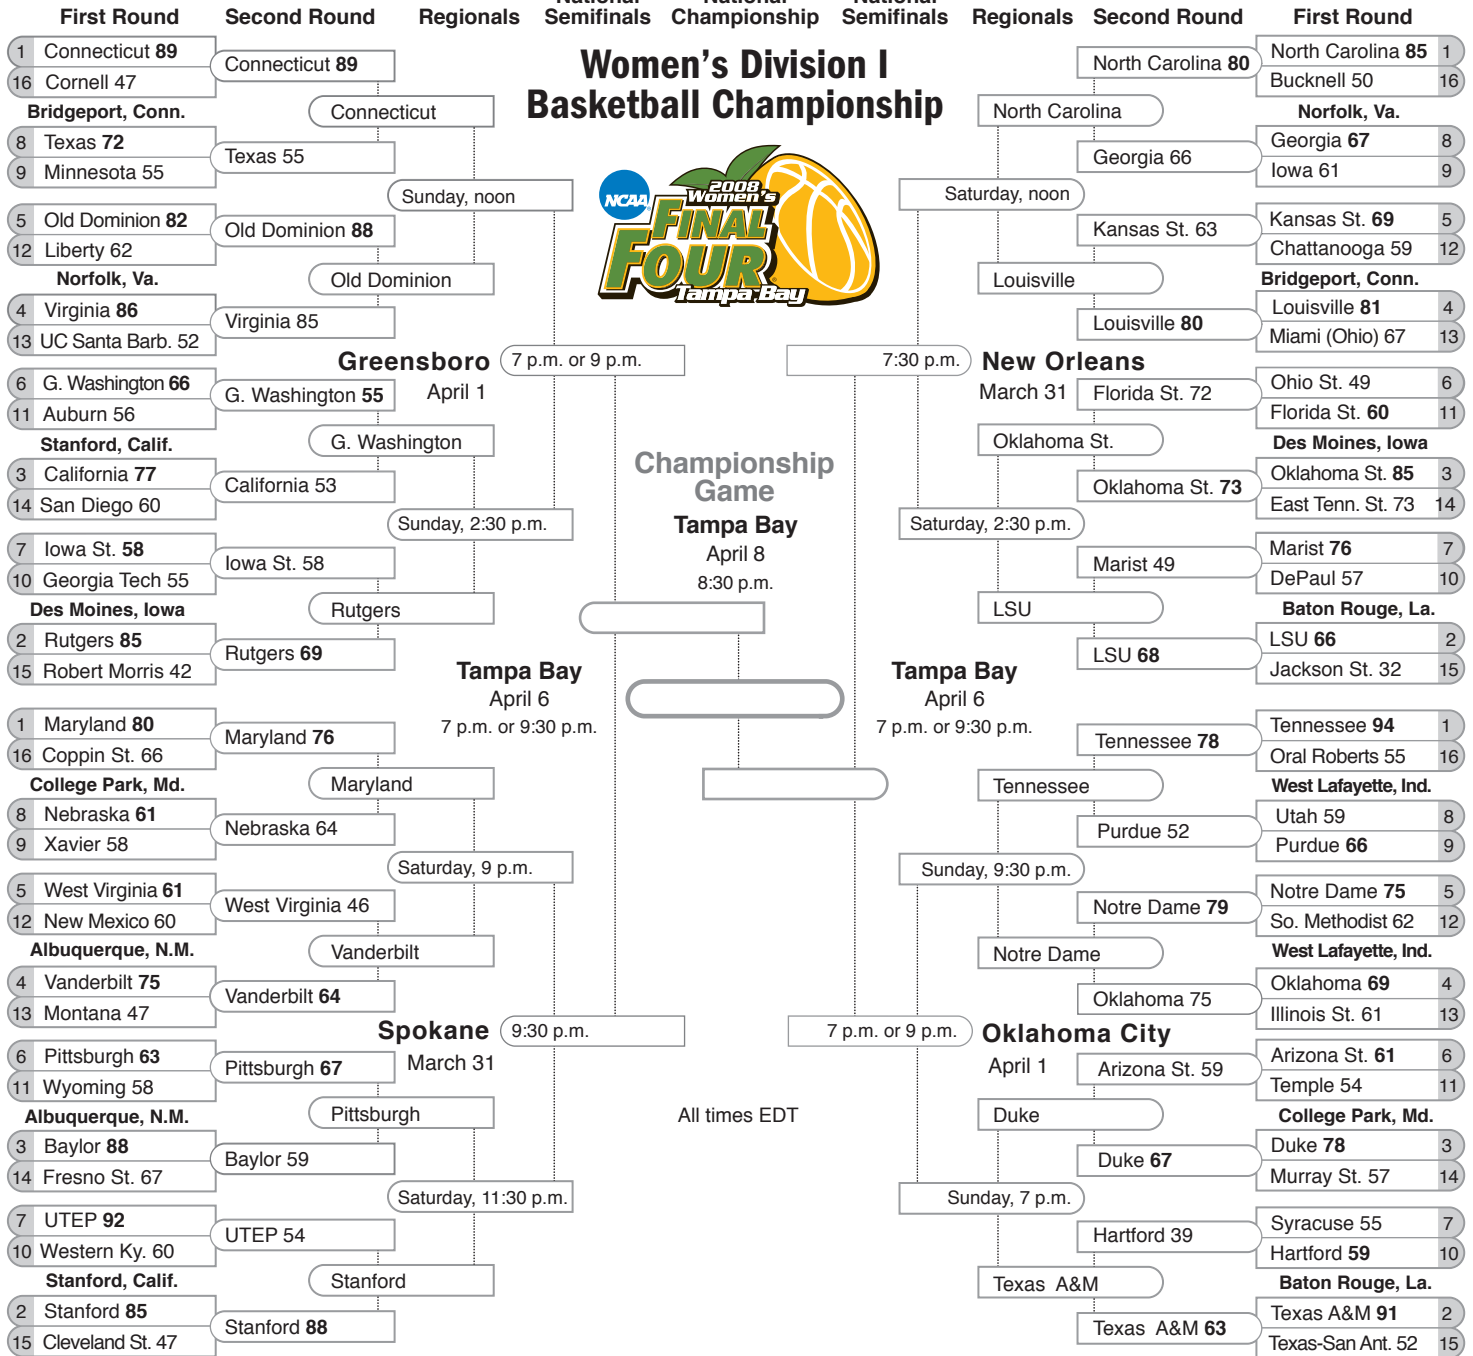 First Round
Second Round
Regionals
National Semifinals
National Championship
National Semifinals
Regionals
Second Round
First Round
Women's Division I
Basketball Championship
NCAA
2008
Women's
FINAL
FOUR
Tampa Bay
1 Connecticut 89
16 Cornell 47
Bridgeport, Conn.
8 Texas 72
9 Minnesota 55
5 Old Dominion 82
12 Liberty 62
Norfolk, Va.
4 Virginia 86
13 UC Santa Barb. 52
6 G. Washington 66
11 Auburn 56
Stanford, Calif.
3 California 77
14 San Diego 60
7 Iowa St. 58
10 Georgia Tech 55
Des Moines, Iowa
2 Rutgers 85
15 Robert Morris 42
Connecticut 89
Texas 55
Old Dominion 88
Virginia 85
G. Washington 55
California 53
Iowa St. 58
Rutgers 69
Connecticut
Old Dominion
G. Washington
Rutgers
Sunday, noon
Sunday, 2:30 p.m.
Greensboro
April 1
7 p.m. or 9 p.m.
1 Maryland 80
16 Coppin St. 66
College Park, Md.
8 Nebraska 61
9 Xavier 58
5 West Virginia 61
12 New Mexico 60
Albuquerque, N.M.
4 Vanderbilt 75
13 Montana 47
6 Pittsburgh 63
11 Wyoming 58
Albuquerque, N.M.
3 Baylor 88
14 Fresno St. 67
7 UTEP 92
10 Western Ky. 60
Stanford, Calif.
2 Stanford 85
15 Cleveland St. 47
Maryland 76
Nebraska 64
West Virginia 46
Vanderbilt 64
Pittsburgh 67
Baylor 59
UTEP 54
Stanford 88
Maryland
Vanderbilt
Pittsburgh
Stanford
Saturday, 9 p.m.
Saturday, 11:30 p.m.
Spokane
March 31
9:30 p.m.
Tampa Bay
April 6
7 p.m. or 9:30 p.m.
Championship
Game
Tampa Bay
April 8
8:30 p.m.
All times EDT
Tampa Bay
April 6
7 p.m. or 9:30 p.m.
7:30 p.m.
New Orleans
March 31
Saturday, noon
Saturday, 2:30 p.m.
North Carolina
Louisville
Oklahoma St.
LSU
North Carolina 80
Georgia 66
Kansas St. 63
Louisville 80
Florida St. 72
Oklahoma St. 73
Marist 49
LSU 68
North Carolina 85 1
Bucknell 50 16
Norfolk, Va.
Georgia 67 8
Iowa 61 9
Kansas St. 69 5
Chattanooga 59 12
Bridgeport, Conn.
Louisville 81 4
Miami (Ohio) 67 13
Ohio St. 49 6
Florida St. 60 11
Des Moines, Iowa
Oklahoma St. 85 3
East Tenn. St. 73 14
Marist 76 7
DePaul 57 10
Baton Rouge, La.
LSU 66 2
Jackson St. 32 15
7 p.m. or 9 p.m.
Oklahoma City
April 1
Sunday, 9:30 p.m.
Sunday, 7 p.m.
Tennessee
Notre Dame
Duke
Texas A&M
Tennessee 78
Purdue 52
Notre Dame 79
Oklahoma 75
Arizona St. 59
Duke 67
Hartford 39
Texas A&M 63
Tennessee 94 1
Oral Roberts 55 16
West Lafayette, Ind.
Utah 59 8
Purdue 66 9
Notre Dame 75 5
So. Methodist 62 12
West Lafayette, Ind.
Oklahoma 69 4
Illinois St. 61 13
Arizona St. 61 6
Temple 54 11
College Park, Md.
Duke 78 3
Murray St. 57 14
Syracuse 55 7
Hartford 59 10
Baton Rouge, La.
Texas A&M 91 2
Texas-San Ant. 52 15